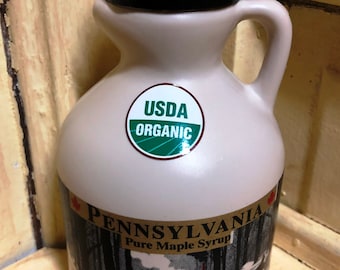 USDA
ORGANIC
PENNSYLVANIA
Pure Maple Syrup